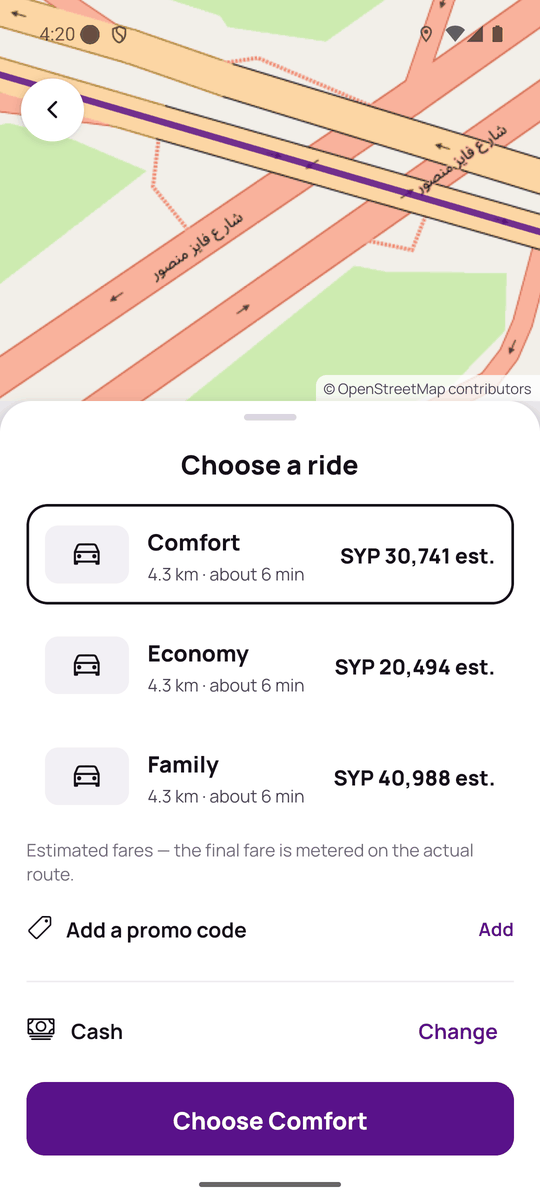 4:20
شارع فايز منصور
شارع فايز منصور
© OpenStreetMap contributors
Choose a ride
Comfort
4.3 km · about 6 min
SYP 30,741 est.
Economy
4.3 km · about 6 min
SYP 20,494 est.
Family
4.3 km · about 6 min
SYP 40,988 est.
Estimated fares — the final fare is metered on the actual
route.
Add a promo code
Add
Cash
Change
Choose Comfort